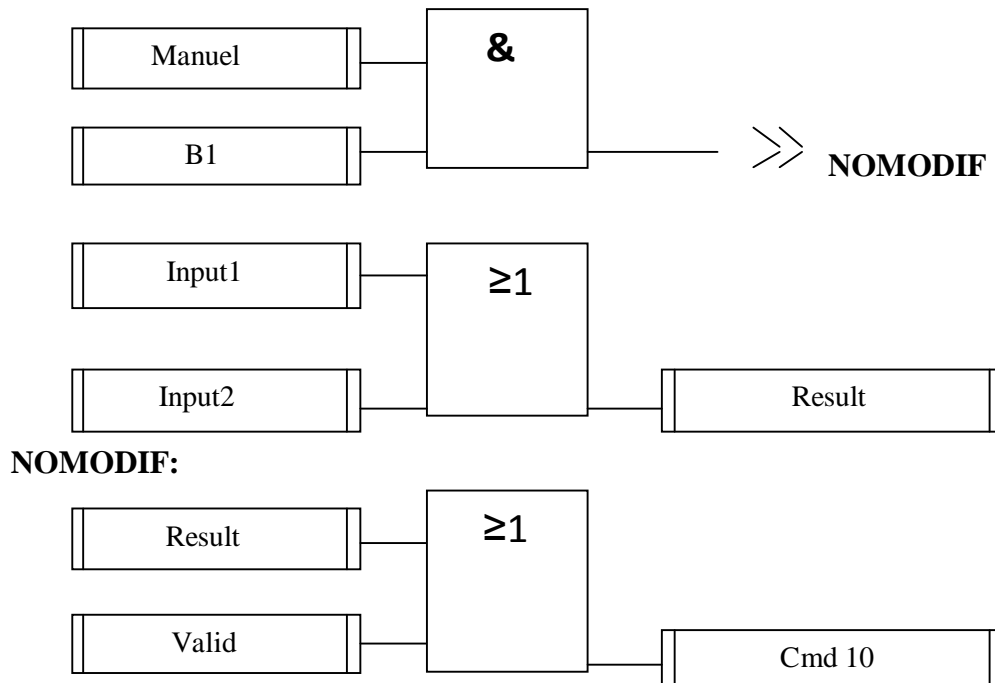 Manuel
&
B1
NOMODIF
Input1
≥1
Input2
Result
NOMODIF:
Result
≥1
Valid
Cmd 10